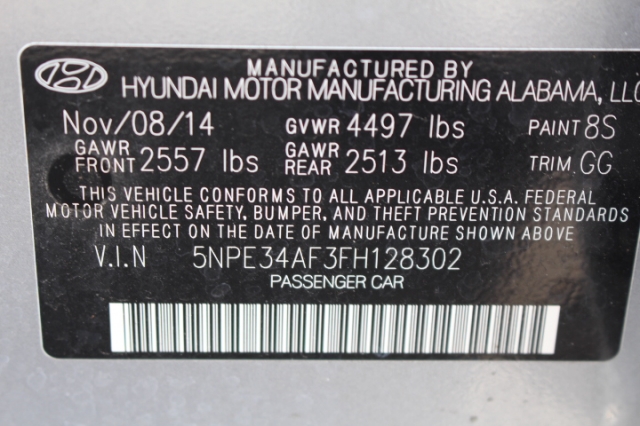 MANUFACTURED BY
HYUNDAI MOTOR MANUFACTURING ALABAMA, LLC
Nov/08/14 GVWR 4497 lbs PAINT 8S
GAWR FRONT 2557 lbs GAWR REAR 2513 lbs TRIM GG
THIS VEHICLE CONFORMS TO ALL APPLICABLE U.S.A. FEDERAL
MOTOR VEHICLE SAFETY, BUMPER, AND THEFT PREVENTION STANDARDS
IN EFFECT ON THE DATE OF MANUFACTURE SHOWN ABOVE.
V.I.N 5NPE34AF3FH128302
PASSENGER CAR